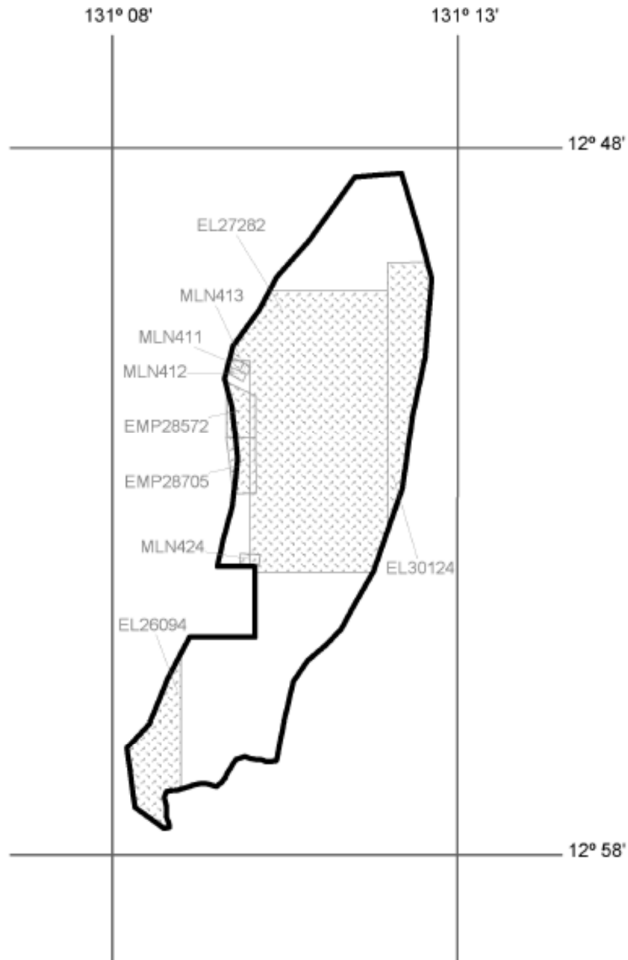 131º 08'
131º 13'
12º 48'
EL27282
MLN413
MLN411
MLN412
EMP28572
EMP28705
MLN424
EL30124
EL26094
12º 58'